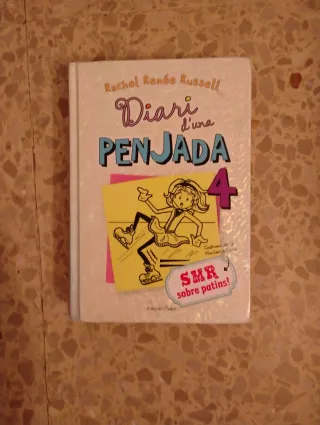 Rachel Renée Russell
Diari
d'una
PENJADA
4
SMR
sobre patins!